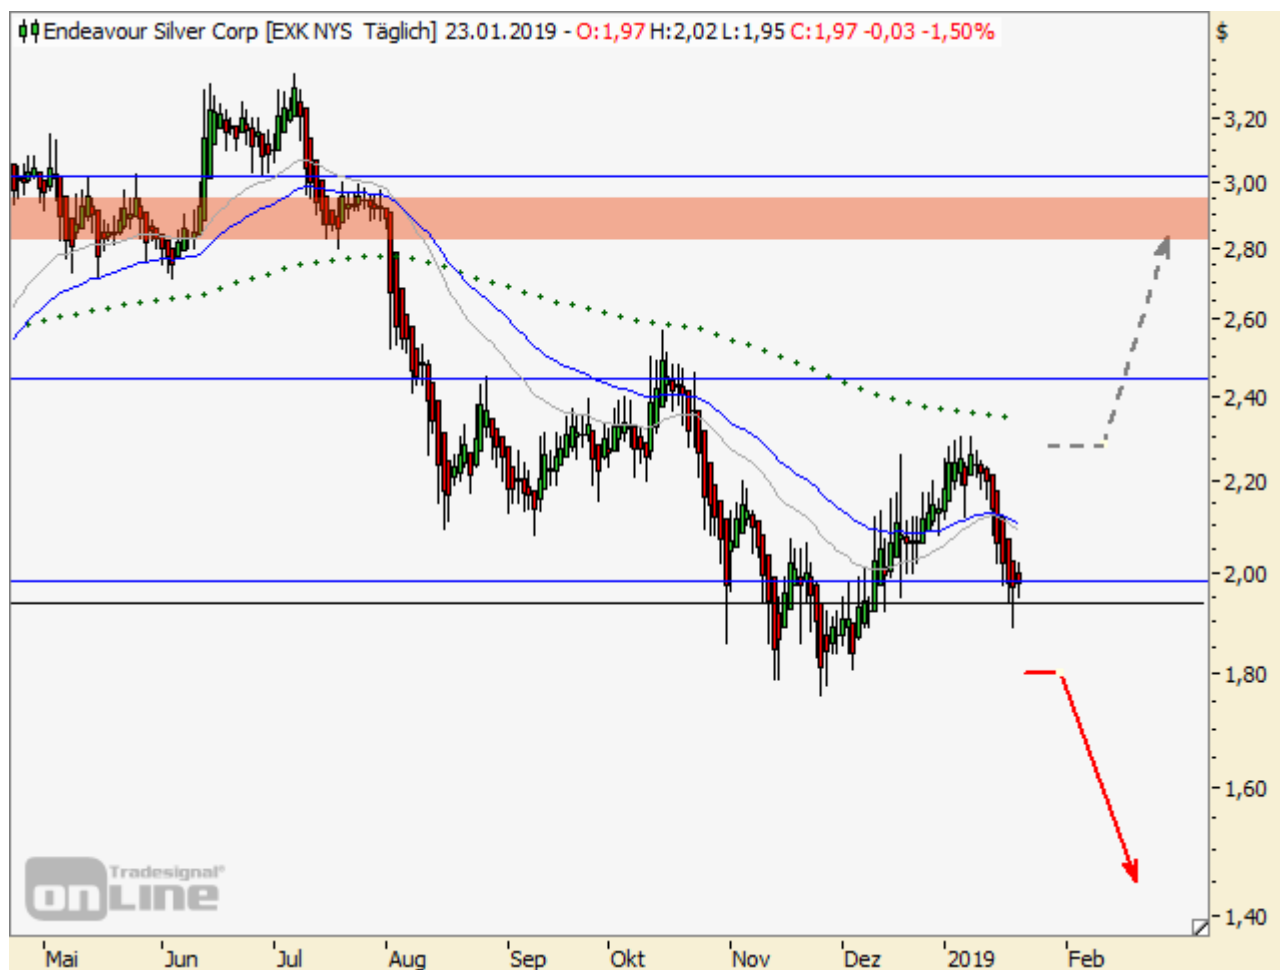 Endeavour Silver Corp [EXK NYS Täglich] 23.01.2019 - O:1,97 H:2,02 L:1,95 C:1,97 -0,03 -1,50%
$
3,20
3,00
2,80
2,60
2,40
2,20
2,00
1,80
1,60
1,40
Tradesignal®
onLine
Mai Jun Jul Aug Sep Okt Nov Dez 2019 Feb